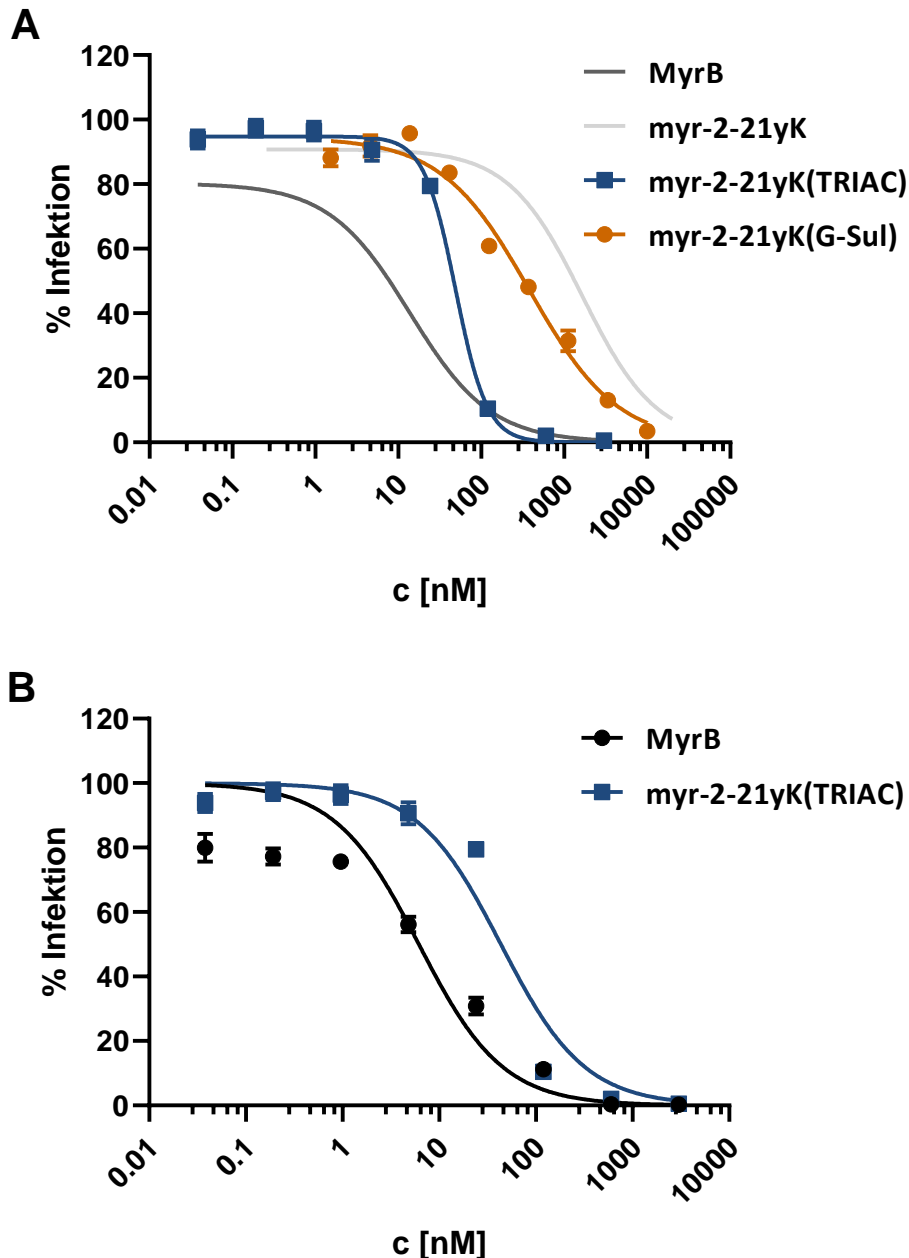 A
120
100
80
60
40
20
0
% Infektion
0.01
0.1
1
10
100
1000
10000
100000
c [nM]
MyrB
myr-2-21yK
myr-2-21yK(TRIAC)
myr-2-21yK(G-Sul)
B
120
100
80
60
40
20
0
% Infektion
0.01
0.1
1
10
100
1000
10000
c [nM]
MyrB
myr-2-21yK(TRIAC)